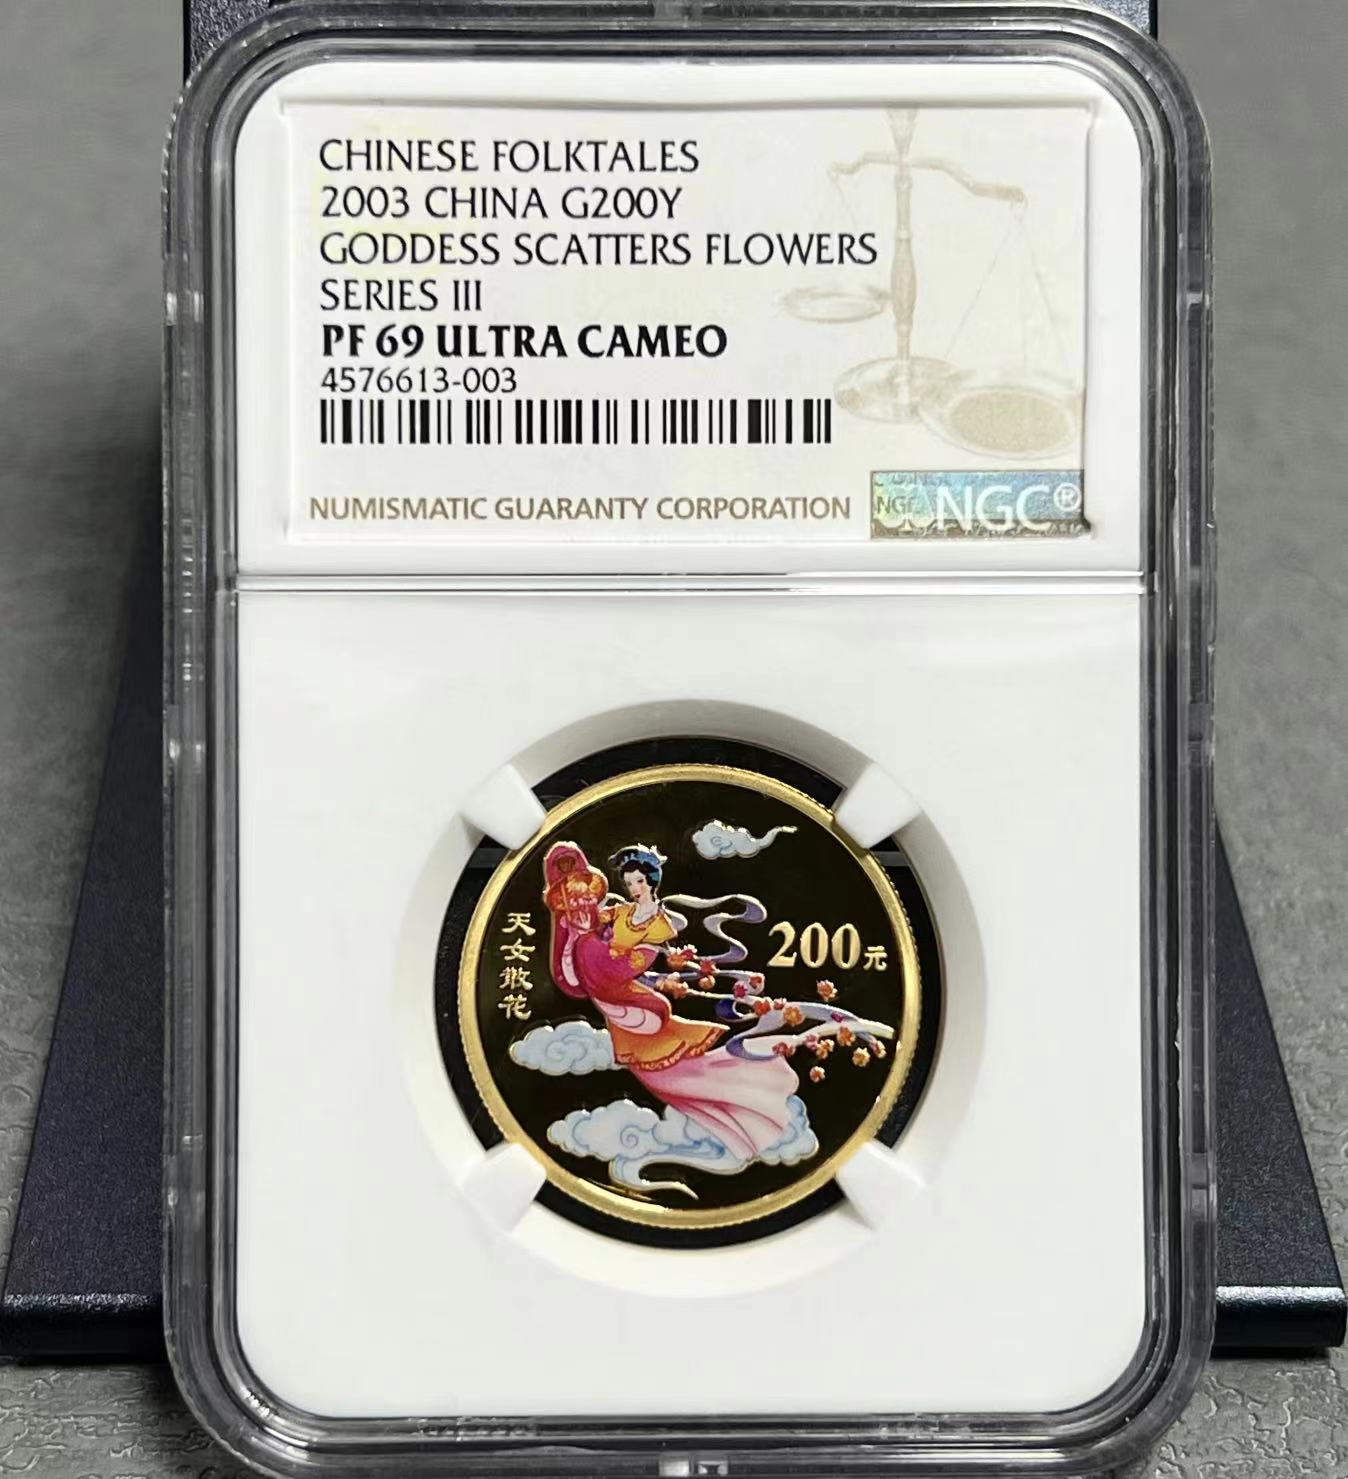 CHINESE FOLKTALES
2003 CHINA G200Y
GODDESS SCATTERS FLOWERS
SERIES III
PF 69 ULTRA CAMEO
4576613-003
NUMISMATIC GUARANTY CORPORATION
NGC®
天女散花
200元